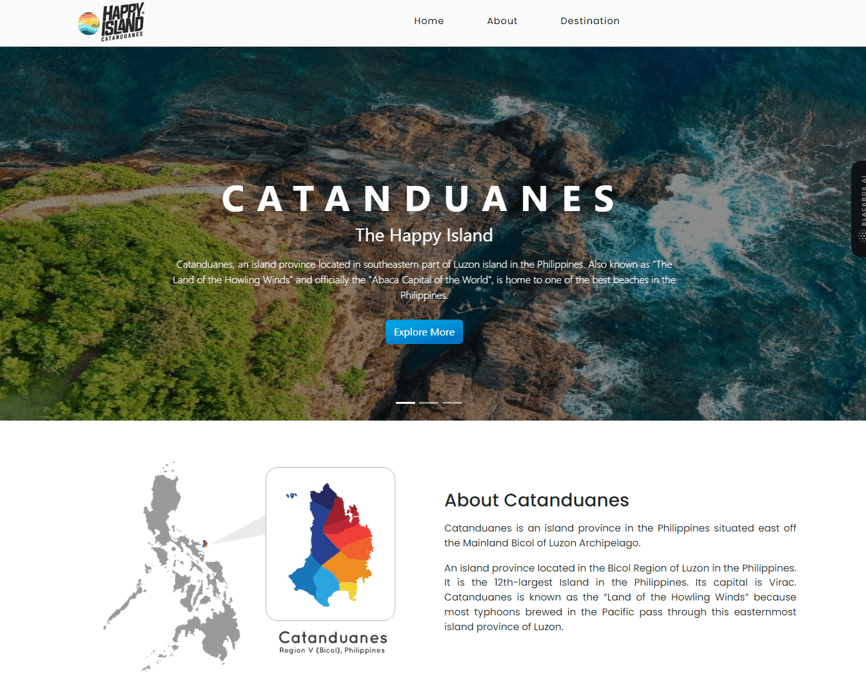 HAPPY
ISLAND
CATANDUANES
Home
About
Destination
CATANDUANES
The Happy Island
Catanduanes, an island province located in southeastern part of Luzon island in the Philippines. Also known as "The
Land of the Howling Winds" and officially the "Abaca Capital of the World", is home to one of the best beaches in the
Philippines.
Explore More
BLACKBOX AI
About Catanduanes
Catanduanes is an island province in the Philippines situated east off
the Mainland Bicol of Luzon Archipelago.
An island province located in the Bicol Region of Luzon in the Philippines.
It is the 12th-largest Island in the Philippines. Its capital is Virac.
Catanduanes is known as the “Land of the Howling Winds” because
most typhoons brewed in the Pacific pass through this easternmost
island province of Luzon.
Catanduanes
Region V (Bicol), Philippines